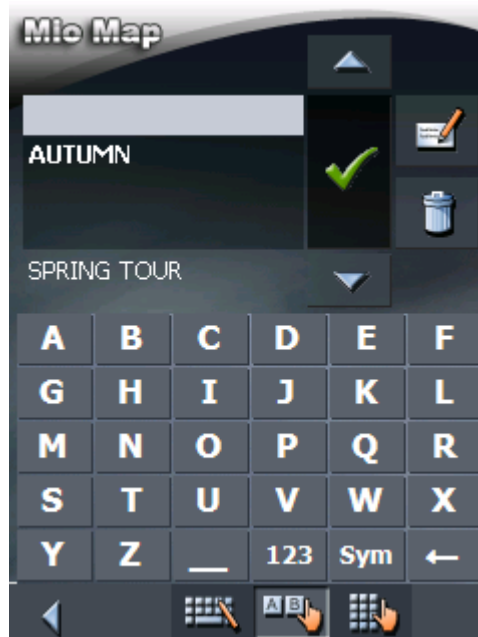 Mio Map
AUTUMN
SPRING TOUR
A B C D E F
G H I J K L
M N O P Q R
S T U V W X
Y Z _ 123 Sym ←
A B